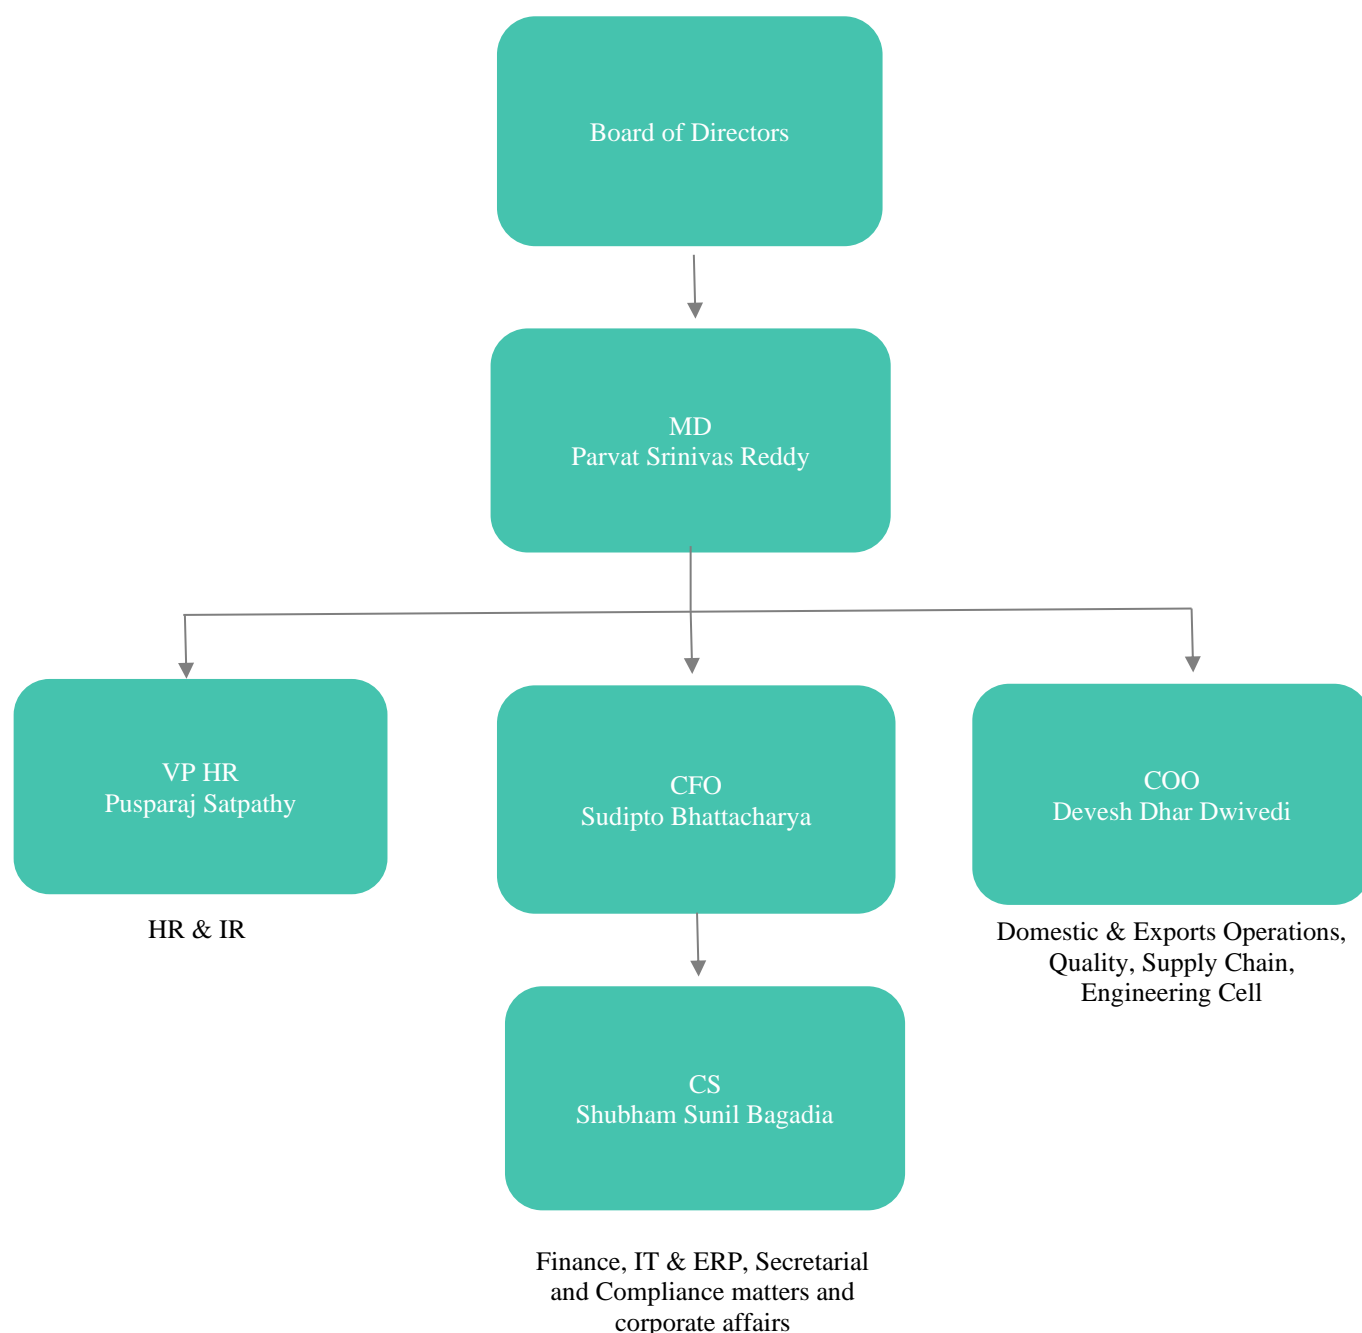 Board of Directors
MD
Parvat Srinivas Reddy
VP HR
Pusparaj Satpathy
HR & IR
CFO
Sudipto Bhattacharya
COO
Devesh Dhar Dwivedi
Domestic & Exports Operations,
Quality, Supply Chain,
Engineering Cell
CS
Shubham Sunil Bagadia
Finance, IT & ERP, Secretarial
and Compliance matters and
corporate affairs